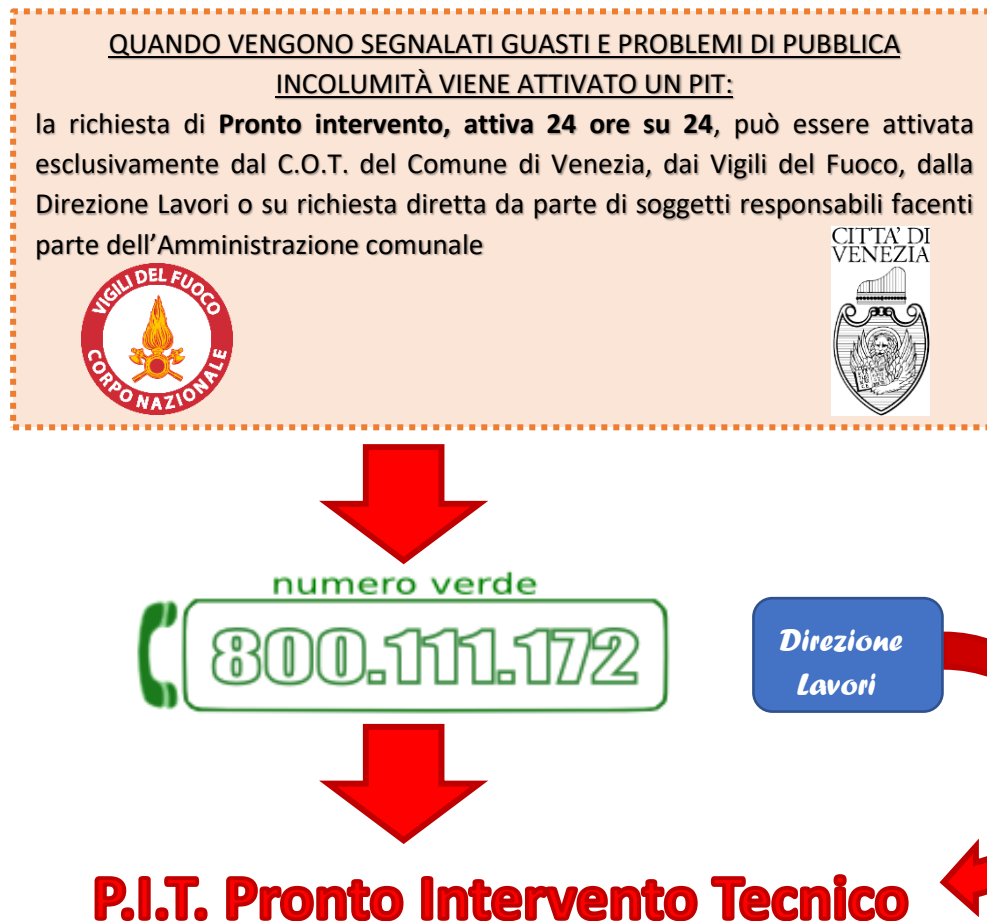 QUANDO VENGONO SEGNALATI GUASTI E PROBLEMI DI PUBBLICA
INCOLUMITÀ VIENE ATTIVATO UN PIT:
la richiesta di Pronto intervento, attiva 24 ore su 24, può essere attivata
esclusivamente dal C.O.T. del Comune di Venezia, dai Vigili del Fuoco, dalla
Direzione Lavori o su richiesta diretta da parte di soggetti responsabili facenti
parte dell’Amministrazione comunale
CITTA' DI
VENEZIA
VIGILI DEL FUOCO
CORPO NAZIONALE
numero verde
800.111.172
Direzione
Lavori
P.I.T. Pronto Intervento Tecnico